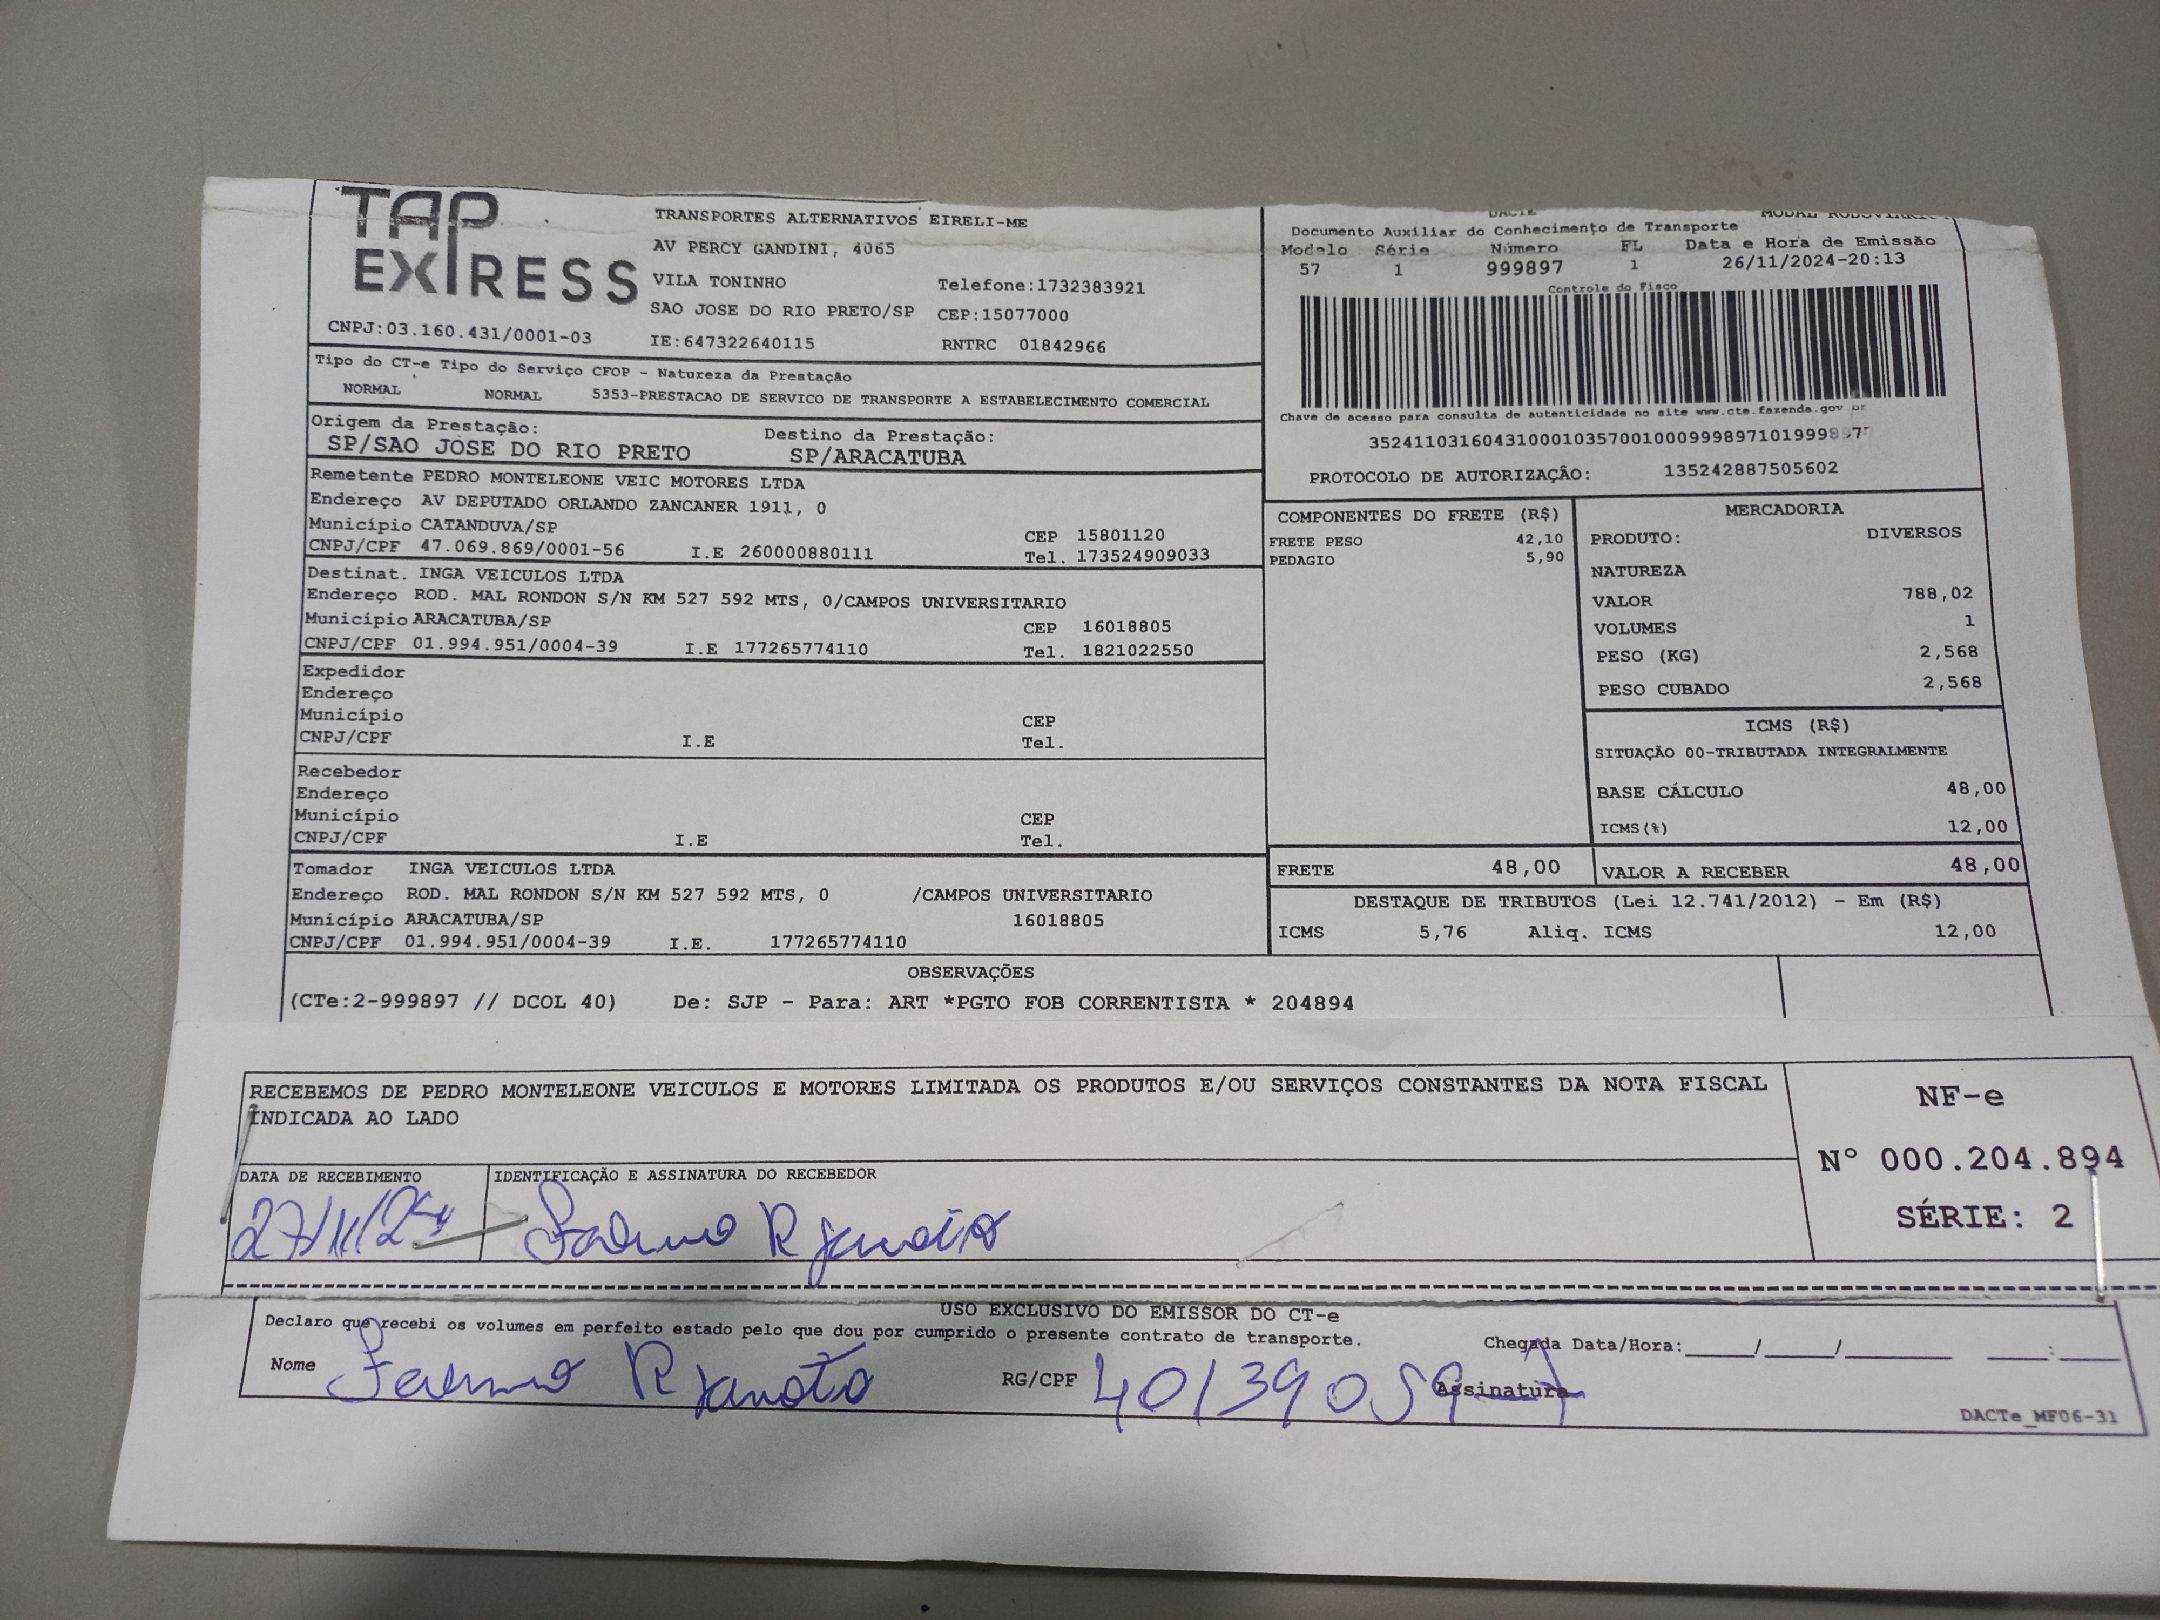 TAP EXPRESS
TRANSPORTES ALTERNATIVOS EIRELI-ME
AV PERCY GANDINI, 4065
VILA TONINHO Telefone:1732383921
SAO JOSE DO RIO PRETO/SP CEP:15077000
CNPJ:03.160.431/0001-03 IE:647322640115 RNTRC 01842966
DACTE MODAL RODOVIARIO
Documento Auxiliar do Conhecimento de Transporte
Modelo Série Número FL Data e Hora de Emissão
57 1 999897 1 26/11/2024-20:13
Controle do Fisco
Chave de acesso para consulta de autenticidade no site www.cte.fazenda.gov br
PROTOCOLO DE AUTORIZAÇÂO: 135242887505602
Tipo do CT-e Tipo do Serviço CFOP - Natureza da Prestação
NORMAL NORMAL 5353-PRESTACAO DE SERVICO DE TRANSPORTE A ESTABELECIMENTO COMERCIAL
Origem da Prestação: Destino da Prestação:
SP/SAO JOSE DO RIO PRETO SP/ARACATUBA
Remetente PEDRO MONTELEONE VEIC MOTORES LTDA
Endereço AV DEPUTADO ORLANDO ZANCANER 1911, 0
Município CATANDUVA/SP CEP 15801120
CNPJ/CPF 47.069.869/0001-56 I.E 260000880111 Tel. 173524909033
Destinat. INGA VEICULOS LTDA
Endereço ROD. MAL RONDON S/N KM 527 592 MTS, 0/CAMPOS UNIVERSITARIO
Município ARACATUBA/SP CEP 16018805
CNPJ/CPF 01.994.951/0004-39 I.E 177265774110 Tel. 1821022550
Expedidor
Endereço
Município CEP
CNPJ/CPF I.E Tel.
Recebedor
Endereço
Município CEP
CNPJ/CPF I.E Tel.
Tomador INGA VEICULOS LTDA
Endereço ROD. MAL RONDON S/N KM 527 592 MTS, 0 /CAMPOS UNIVERSITARIO
Município ARACATUBA/SP 16018805
CNPJ/CPF 01.994.951/0004-39 I.E. 177265774110
COMPONENTES DO FRETE (R$)
FRETE PESO 42,10
PEDAGIO 5,90
MERCADORIA
PRODUTO: DIVERSOS
NATUREZA
VALOR 788,02
VOLUMES 1
PESO (KG) 2,568
PESO CUBADO 2,568
ICMS (R$)
SITUAÇÃO 00-TRIBUTADA INTEGRALMENTE
BASE CÁLCULO 48,00
ICMS(%) 12,00
FRETE 48,00 VALOR A RECEBER 48,00
DESTAQUE DE TRIBUTOS (Lei 12.741/2012) - Em (R$)
ICMS 5,76 Aliq. ICMS 12,00
OBSERVAÇÕES
(CTe:2-999897 // DCOL 40) De: SJP - Para: ART *PGTO FOB CORRENTISTA * 204894
RECEBEMOS DE PEDRO MONTELEONE VEICULOS E MOTORES LIMITADA OS PRODUTOS E/OU SERVIÇOS CONSTANTES DA NOTA FISCAL
INDICADA AO LADO
NF-e
Nº 000.204.894
SÉRIE: 2
DATA DE RECEBIMENTO IDENTIFICAÇÃO E ASSINATURA DO RECEBEDOR
27/11/24
USO EXCLUSIVO DO EMISSOR DO CT-e
Declaro que recebi os volumes em perfeito estado pelo que dou por cumprido o presente contrato de transporte.
Chegada Data/Hora:____/____/____ ___:___
Nome R RG/CPF Assinatura
DACTe_MF06-31